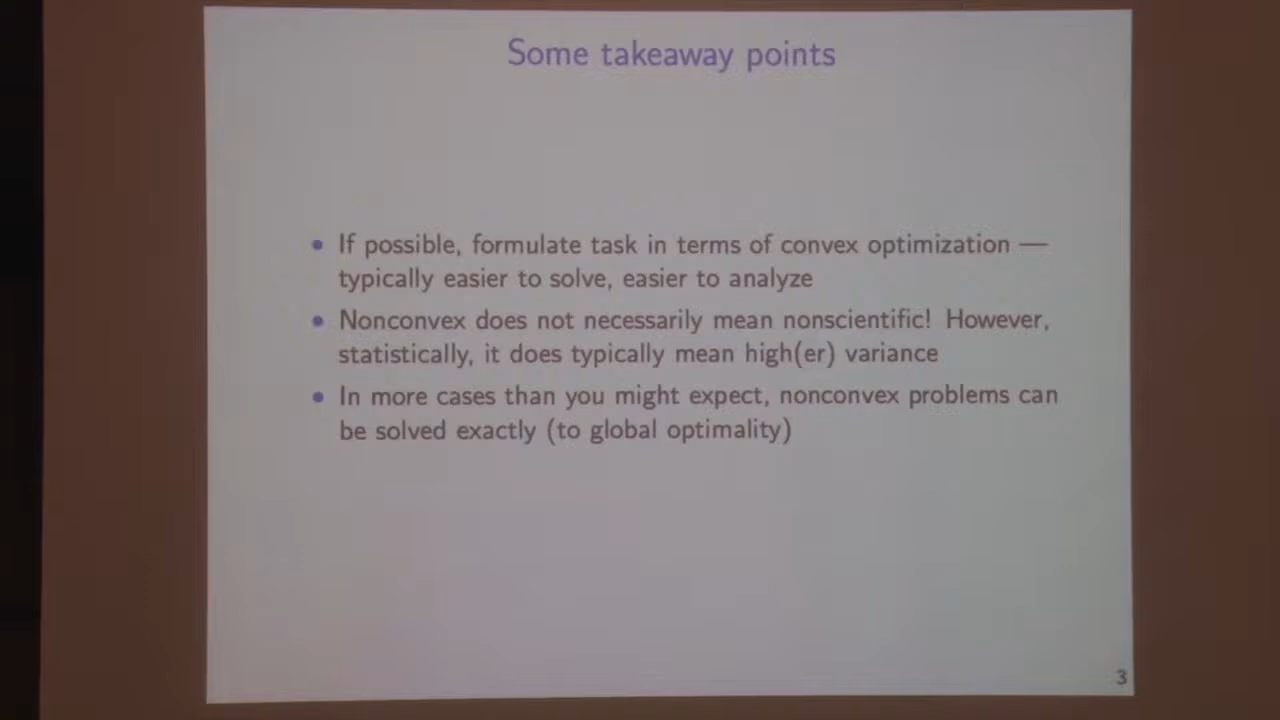 Some takeaway points
• If possible, formulate task in terms of convex optimization —
typically easier to solve, easier to analyze
• Nonconvex does not necessarily mean nonscientific! However,
statistically, it does typically mean high(er) variance
• In more cases than you might expect, nonconvex problems can
be solved exactly (to global optimality)
3